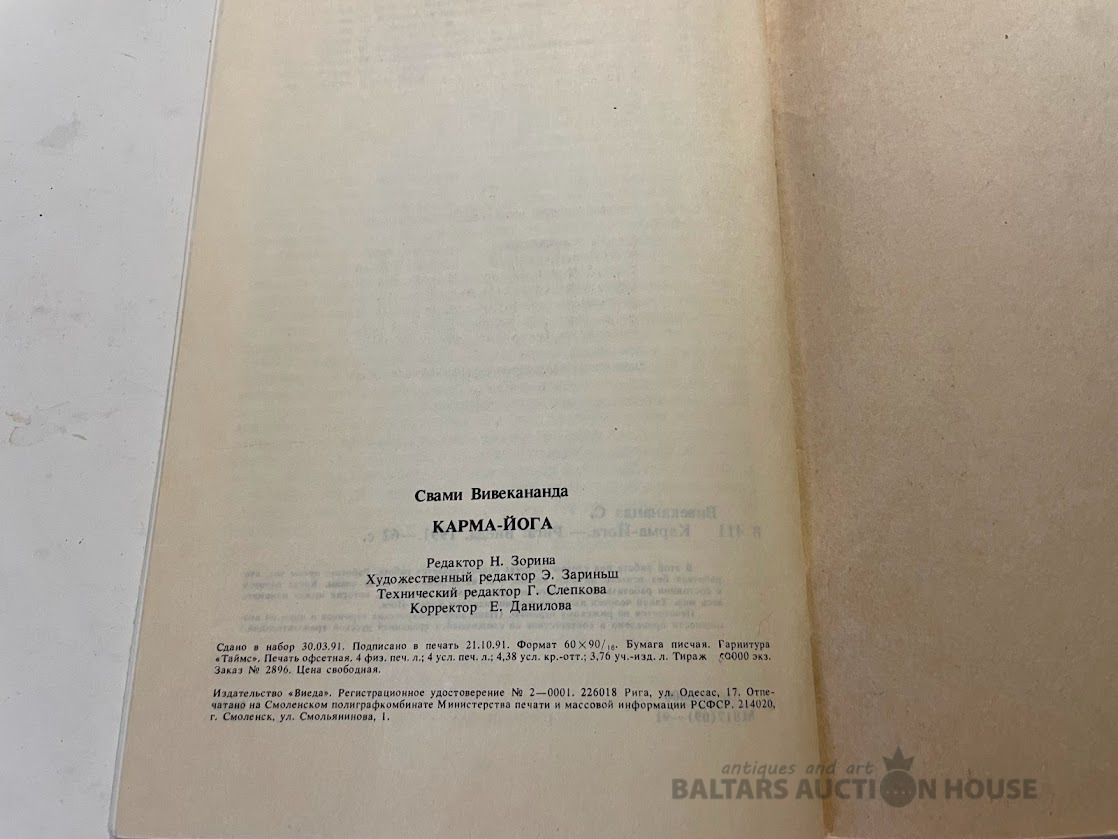 Свами Вивекананда
КАРМА-ЙОГА
Редактор Н. Зорина
Художественный редактор Э. Зариньш
Технический редактор Г. Слепкова
Корректор Е. Данилова
Сдано в набор 30.03.91. Подписано в печать 21.10.91. Формат 60×90/16. Бумага писчая. Гарнитура
«Таймс». Печать офсетная. 4 физ. печ. л.; 4 усл. печ. л.; 4,38 усл. кр.-отт.; 3,76 уч.-изд. л. Тираж экз.
Заказ № 2896. Цена свободная.
Издательство «Виеда». Регистрационное удостоверение № 2—0001. 226018 Рига, ул. Одесас, 17. Отпе-
чатано на Смоленском полиграфкомбинате Министерства печати и массовой информации РСФСР. 214020,
г. Смоленск, ул. Смольянинова, 1.
antiques and art
BALTARS AUCTION HOUSE